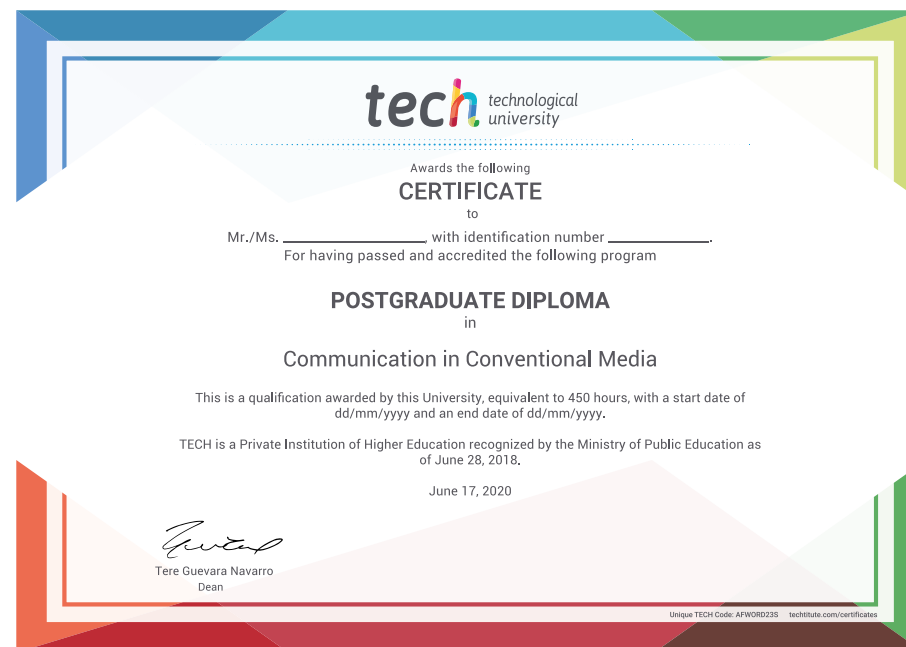 tech technological
university
Awards the following
CERTIFICATE
to
Mr./Ms. ____________________, with identification number ______________.
For having passed and accredited the following program
POSTGRADUATE DIPLOMA
in
Communication in Conventional Media
This is a qualification awarded by this University, equivalent to 450 hours, with a start date of
dd/mm/yyyy and an end date of dd/mm/yyyy.
TECH is a Private Institution of Higher Education recognized by the Ministry of Public Education as
of June 28, 2018.
June 17, 2020
Tere Guevara Navarro
Dean
Unique TECH Code: AFWORD23S techtitute.com/certificates